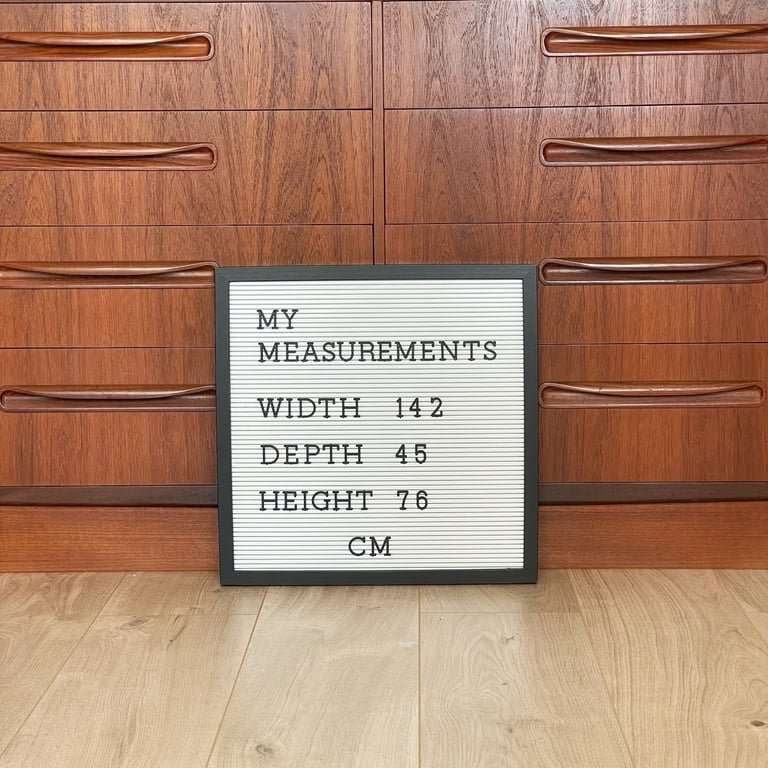 MY
MEASUREMENTS
WIDTH 142
DEPTH 45
HEIGHT 76
CM